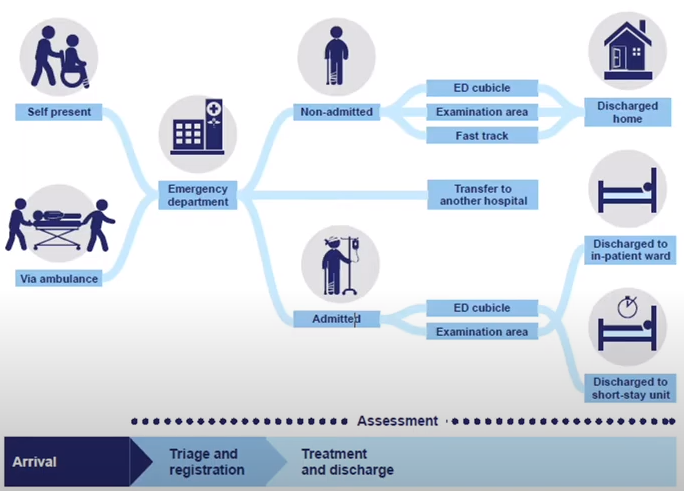 Self present
Via ambulance
Emergency
department
Non-admitted
ED cubicle
Examination area
Fast track
Discharged
home
Transfer to
another hospital
Admitted
ED cubicle
Examination area
Discharged to
in-patient ward
Discharged to
short-stay unit
Assessment
Arrival
Triage and
registration
Treatment
and discharge